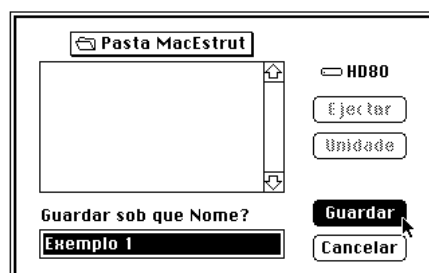 Pasta MacEstrut
HD80
Ejectar
Unidade
Guardar sob que Nome?
Guardar
Exemplo 1
Cancelar